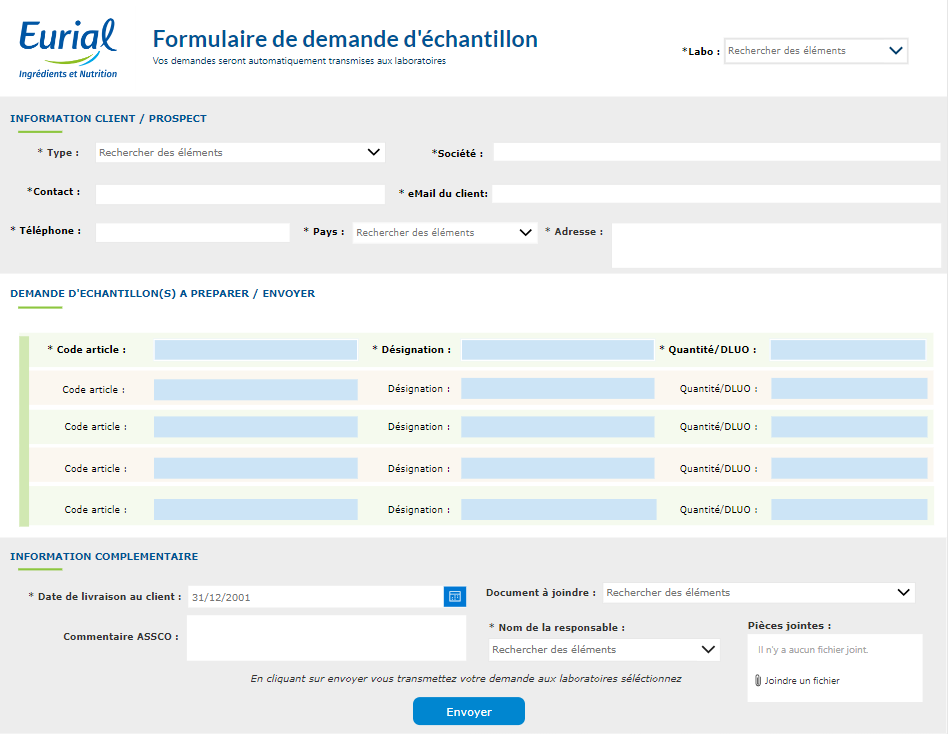 Eurial
Ingrédients et Nutrition
Formulaire de demande d'échantillon
Vos demandes seront automatiquement transmises aux laboratoires
*Labo : Rechercher des éléments
INFORMATION CLIENT / PROSPECT
* Type : Rechercher des éléments *Société :
*Contact : * eMail du client:
* Téléphone : * Pays : Rechercher des éléments * Adresse :
DEMANDE D'ECHANTILLON(S) A PREPARER / ENVOYER
* Code article : * Désignation : * Quantité/DLUO :
Code article : Désignation : Quantité/DLUO :
Code article : Désignation : Quantité/DLUO :
Code article : Désignation : Quantité/DLUO :
Code article : Désignation : Quantité/DLUO :
INFORMATION COMPLEMENTAIRE
* Date de livraison au client : 31/12/2001 Document à joindre : Rechercher des éléments
Commentaire ASSCO : * Nom de la responsable : Pièces jointes :
Rechercher des éléments Il n'y a aucun fichier joint.
Joindre un fichier
En cliquant sur envoyer vous transmettez votre demande aux laboratoires séléctionnez
Envoyer